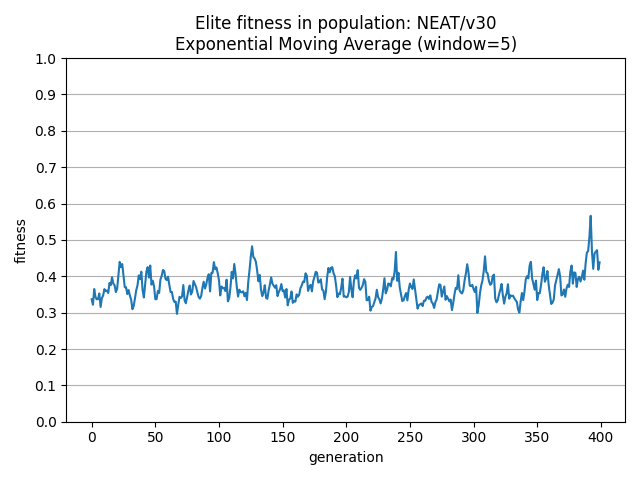 Elite fitness in population: NEAT/v30
Exponential Moving Average (window=5)
1.0
0.9
0.8
0.7
0.6
0.5
0.4
0.3
0.2
0.1
0.0
fitness
0 50 100 150 200 250 300 350 400
generation